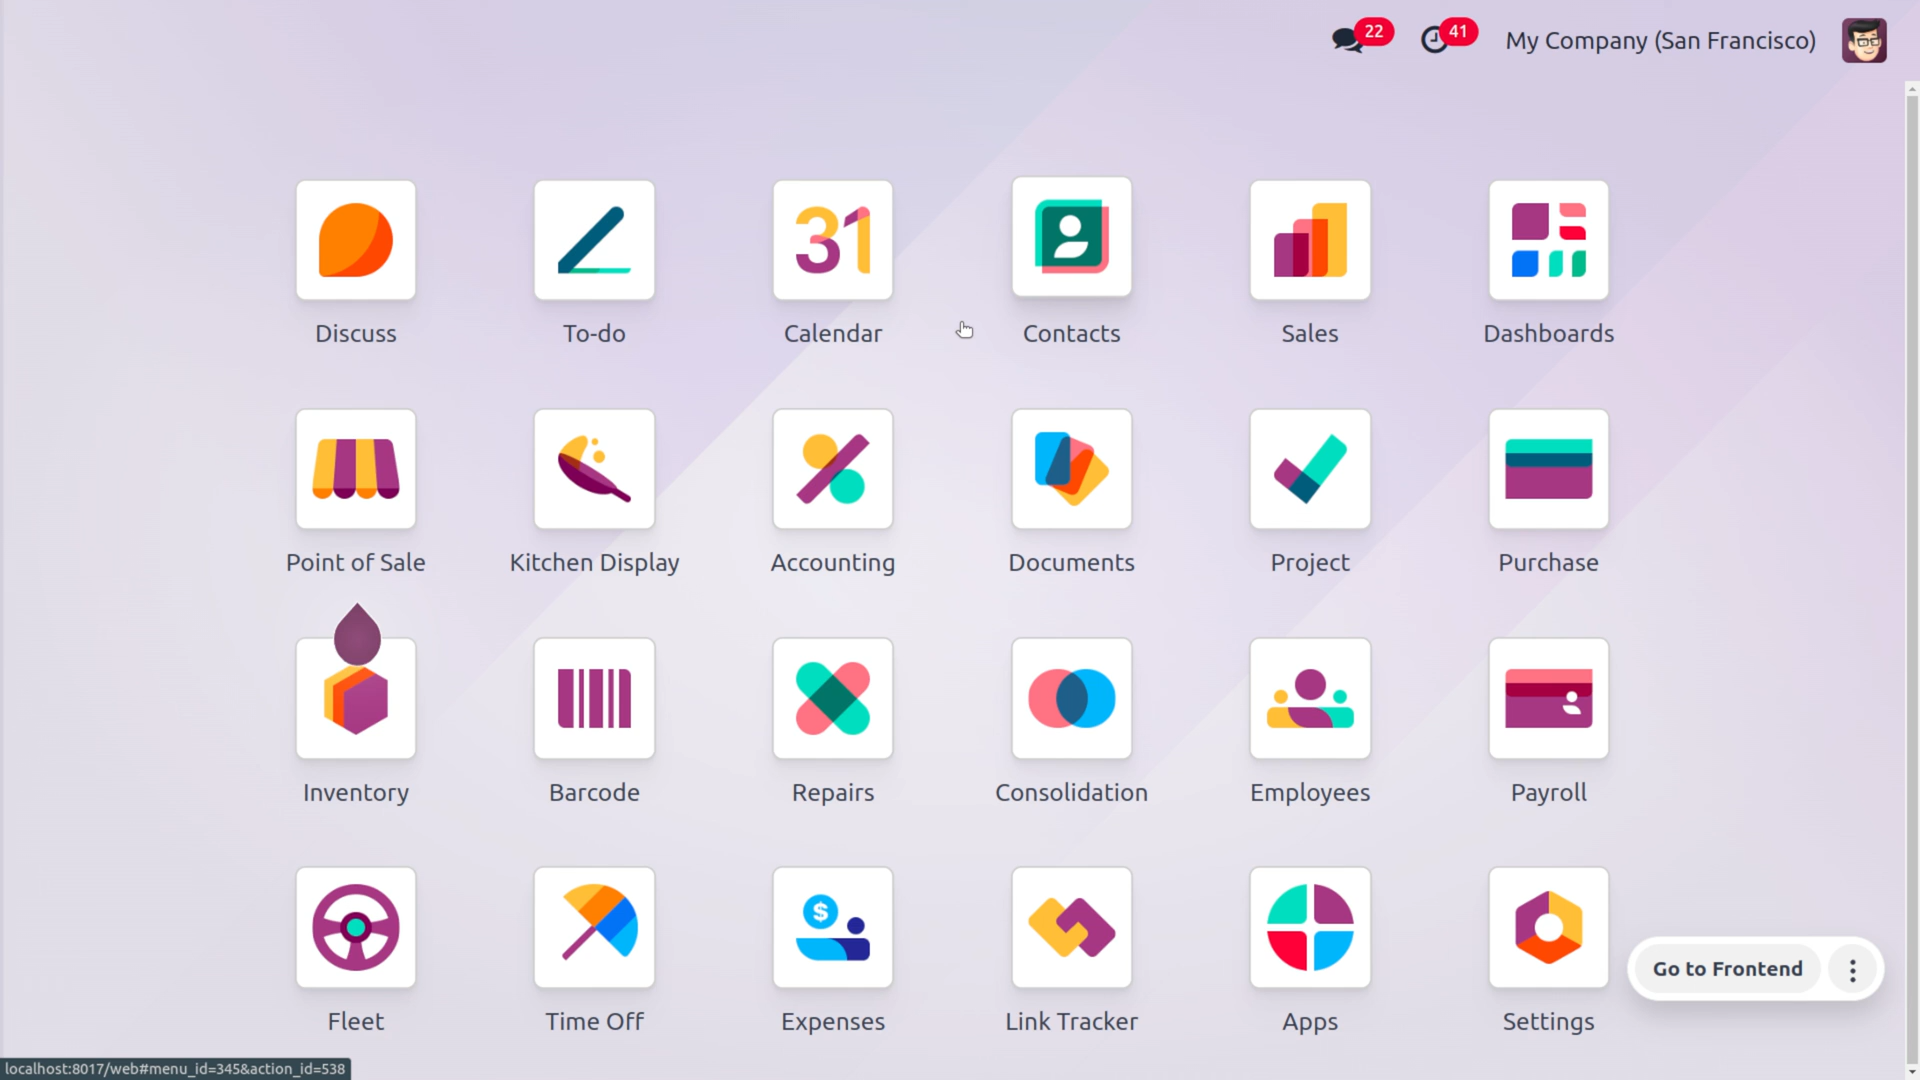 22 41 My Company (San Francisco)
31
Discuss To-do Calendar Contacts Sales Dashboards
Point of Sale Kitchen Display Accounting Documents Project Purchase
Inventory Barcode Repairs Consolidation Employees Payroll
$
Go to Frontend
Fleet Time Off Expenses Link Tracker Apps Settings
localhost:8017/web#menu_id=345&action_id=538